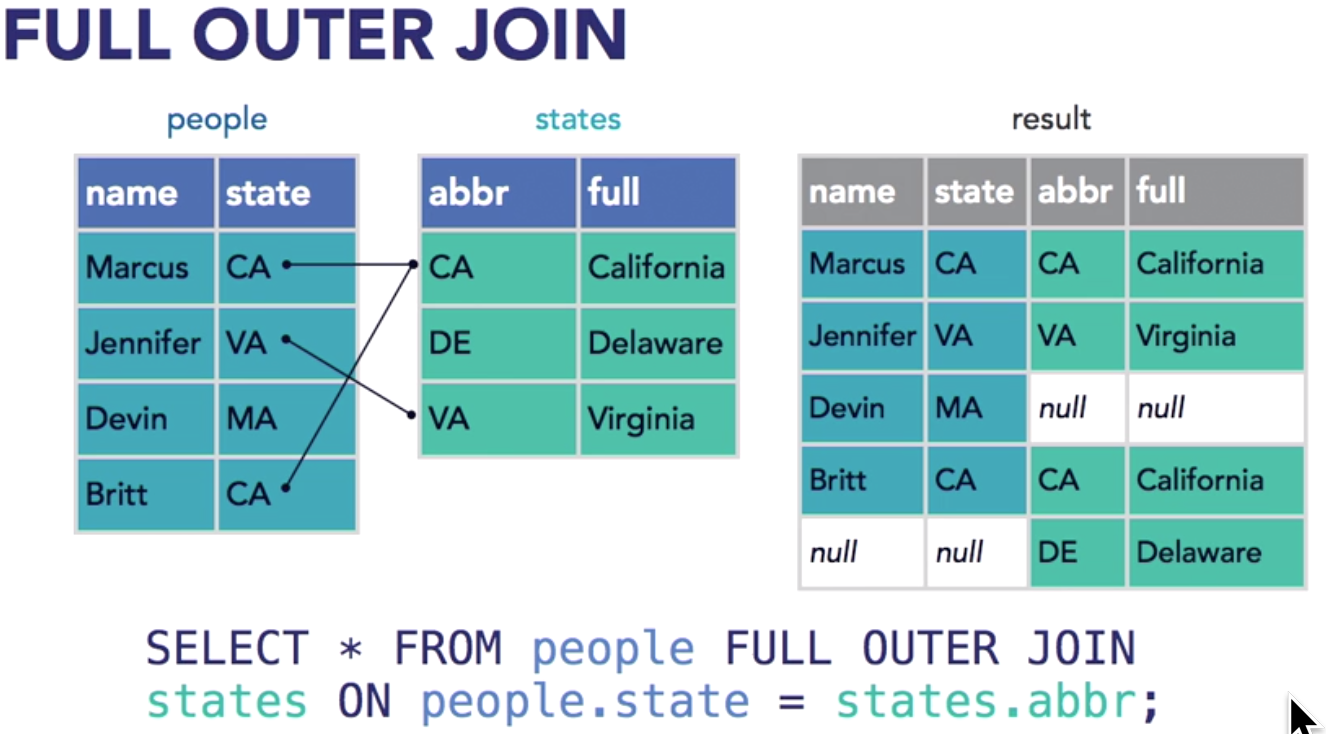 FULL OUTER JOIN
people states result
name state abbr full name state abbr full
Marcus CA CA California Marcus CA CA California
Jennifer VA DE Delaware Jennifer VA VA Virginia
Devin MA VA Virginia Devin MA null null
Britt CA Britt CA CA California
null null DE Delaware
SELECT * FROM people FULL OUTER JOIN
states ON people.state = states.abbr;